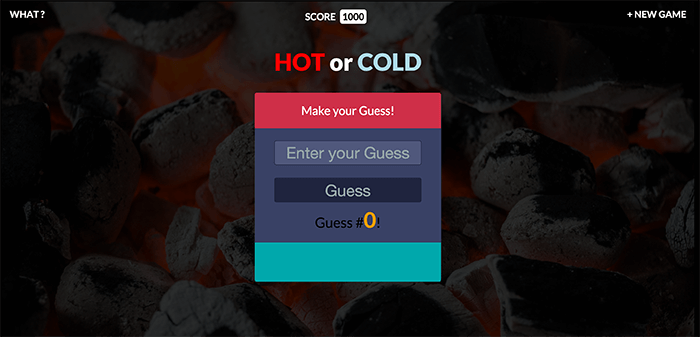 WHAT ?
SCORE 1000
+ NEW GAME
HOT or COLD
Make your Guess!
Enter your Guess
Guess
Guess #0!